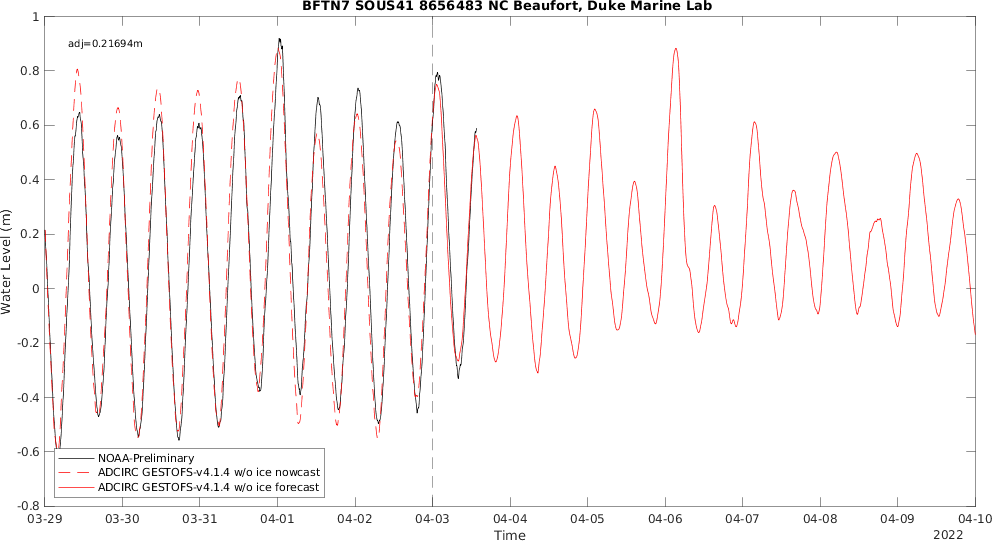 BFTN7 SOUS41 8656483 NC Beaufort, Duke Marine Lab
adj=0.21694m
Water Level (m)
1
0.8
0.6
0.4
0.2
0
-0.2
-0.4
-0.6
-0.8
NOAA-Preliminary
ADCIRC GESTOFS-v4.1.4 w/o ice nowcast
ADCIRC GESTOFS-v4.1.4 w/o ice forecast
03-29 03-30 03-31 04-01 04-02 04-03 04-04 04-05 04-06 04-07 04-08 04-09 04-10
Time
2022